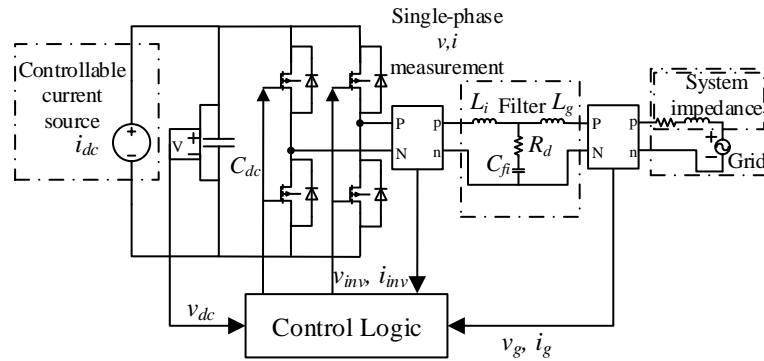 Single-phase
v,i
measurement
Controllable
current
source
i_dc
V
+
−
C_dc
P
N
p
n
L_i
Filter
L_g
R_d
C_fi
P
N
p
n
System
impedance
+
−
Grid
v_inv, i_inv
v_dc
Control Logic
v_g, i_g